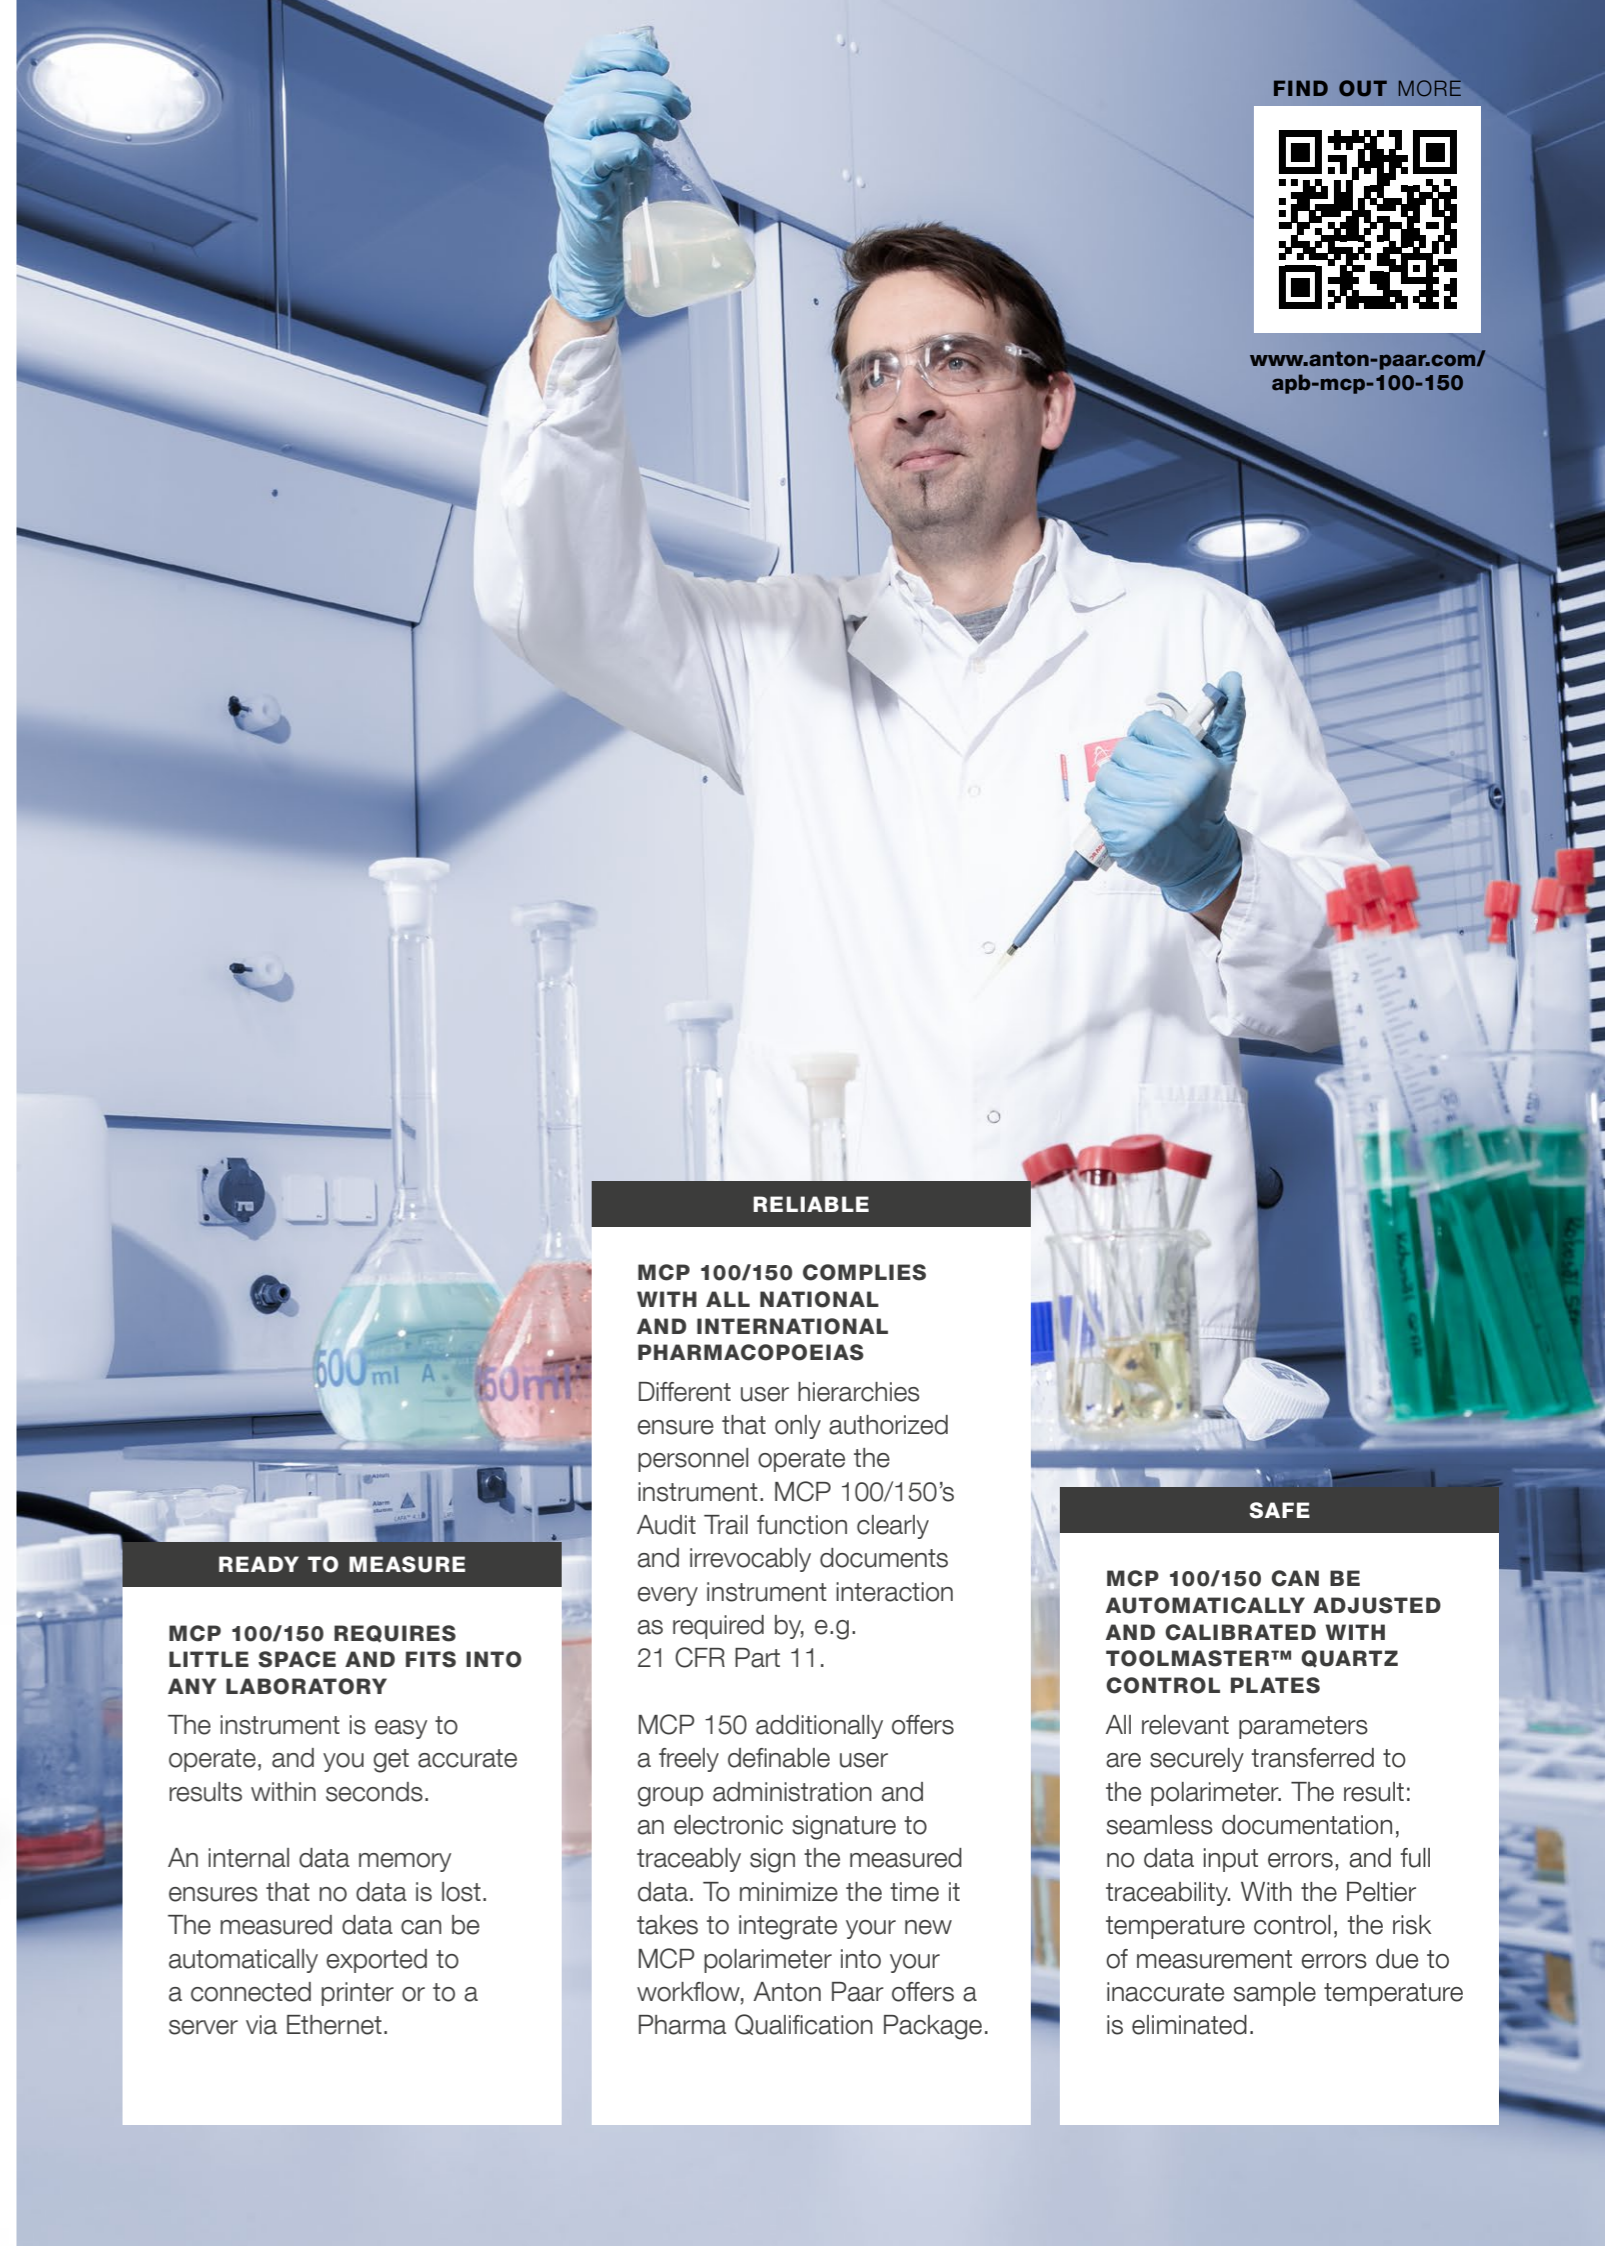 FIND OUT MORE
www.anton-paar.com/
apb-mcp-100-150
500 ml A
50ml
RELIABLE
MCP 100/150 COMPLIES
WITH ALL NATIONAL
AND INTERNATIONAL
PHARMACOPOEIAS
Different user hierarchies
ensure that only authorized
personnel operate the
instrument. MCP 100/150’s
Audit Trail function clearly
and irrevocably documents
every instrument interaction
as required by, e.g.
21 CFR Part 11.
MCP 150 additionally offers
a freely definable user
group administration and
an electronic signature to
traceably sign the measured
data. To minimize the time it
takes to integrate your new
MCP polarimeter into your
workflow, Anton Paar offers a
Pharma Qualification Package.
READY TO MEASURE
MCP 100/150 REQUIRES
LITTLE SPACE AND FITS INTO
ANY LABORATORY
The instrument is easy to
operate, and you get accurate
results within seconds.
An internal data memory
ensures that no data is lost.
The measured data can be
automatically exported to
a connected printer or to a
server via Ethernet.
SAFE
MCP 100/150 CAN BE
AUTOMATICALLY ADJUSTED
AND CALIBRATED WITH
TOOLMASTER™ QUARTZ
CONTROL PLATES
All relevant parameters
are securely transferred to
the polarimeter. The result:
seamless documentation,
no data input errors, and full
traceability. With the Peltier
temperature control, the risk
of measurement errors due to
inaccurate sample temperature
is eliminated.